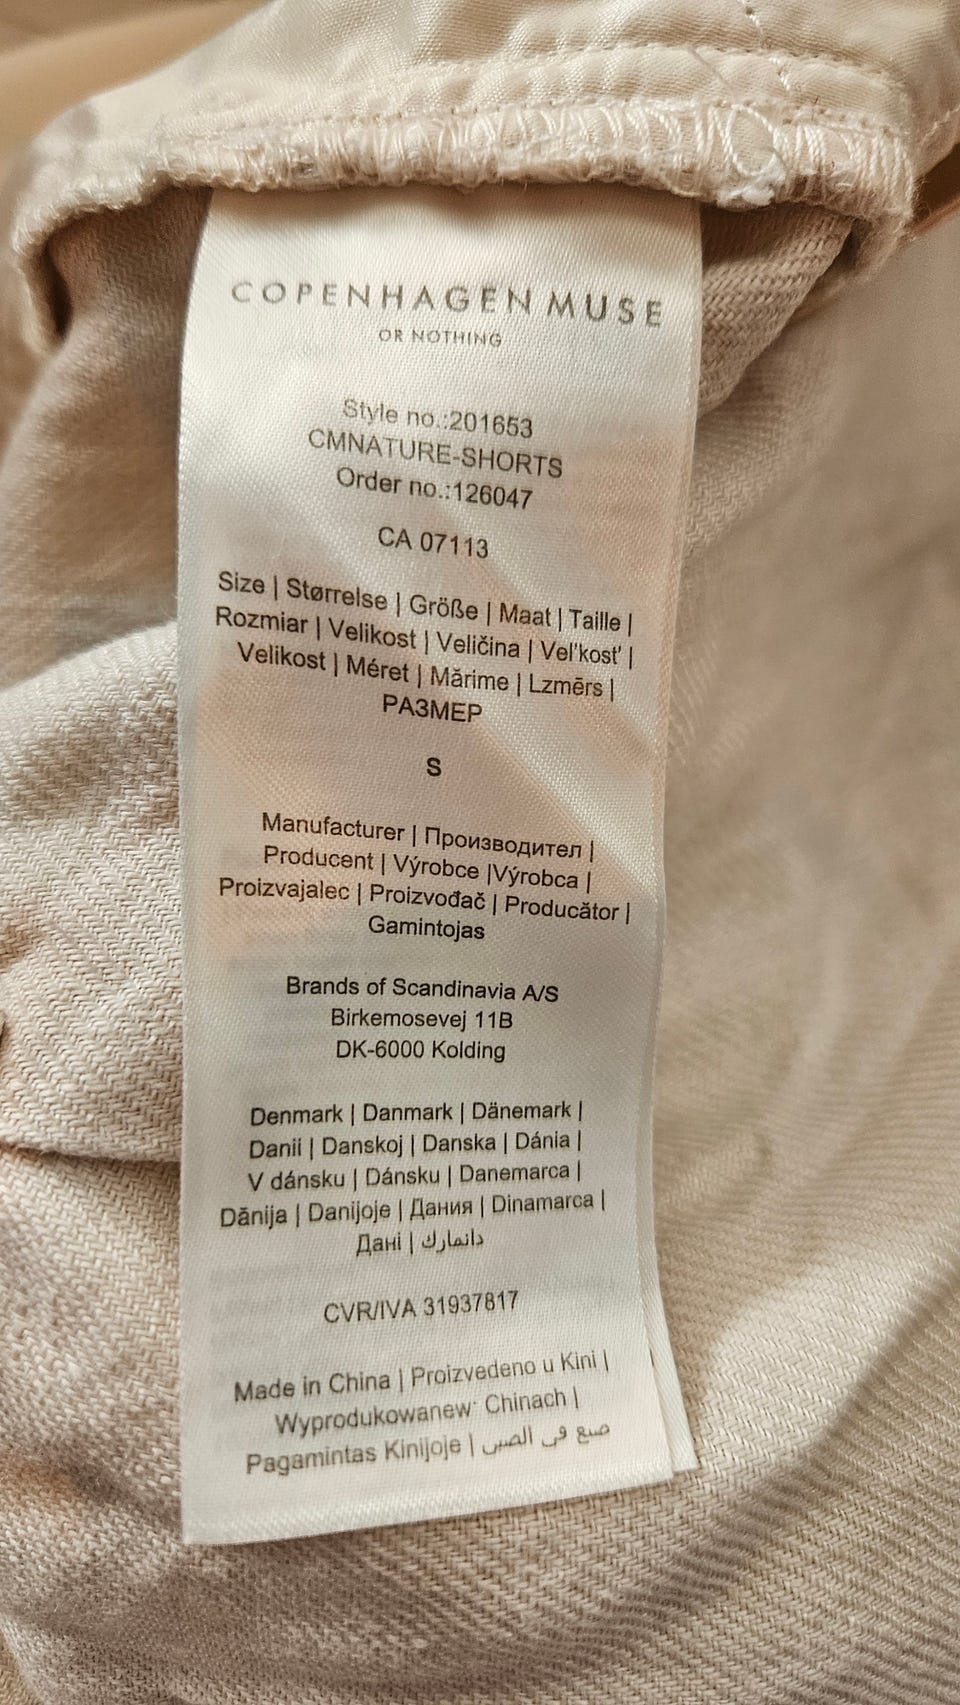 COPENHAGEN MUSE
OR NOTHING
Style no.:201653
CMNATURE-SHORTS
Order no.:126047
CA 07113
Size | Størrelse | Größe | Maat | Taille |
Rozmiar | Velikost | Veličina | Vel'kost' |
Velikost | Méret | Mărime | Lzmērs |
РАЗМЕР
S
Manufacturer | Производител |
Producent | Výrobce |Výrobca |
Proizvajalec | Proizvođač | Producător |
Gamintojas
Brands of Scandinavia A/S
Birkemosevej 11B
DK-6000 Kolding
Denmark | Danmark | Dänemark |
Danii | Danskoj | Danska | Dánia |
V dánsku | Dánsku | Danemarca |
Dānija | Danijoje | Дания | Dinamarca |
Дані | دانمارك
CVR/IVA 31937817
Made in China | Proizvedeno u Kini |
Wyprodukowanew Chinach |
Pagamintas Kinijoje | صنع في الصين